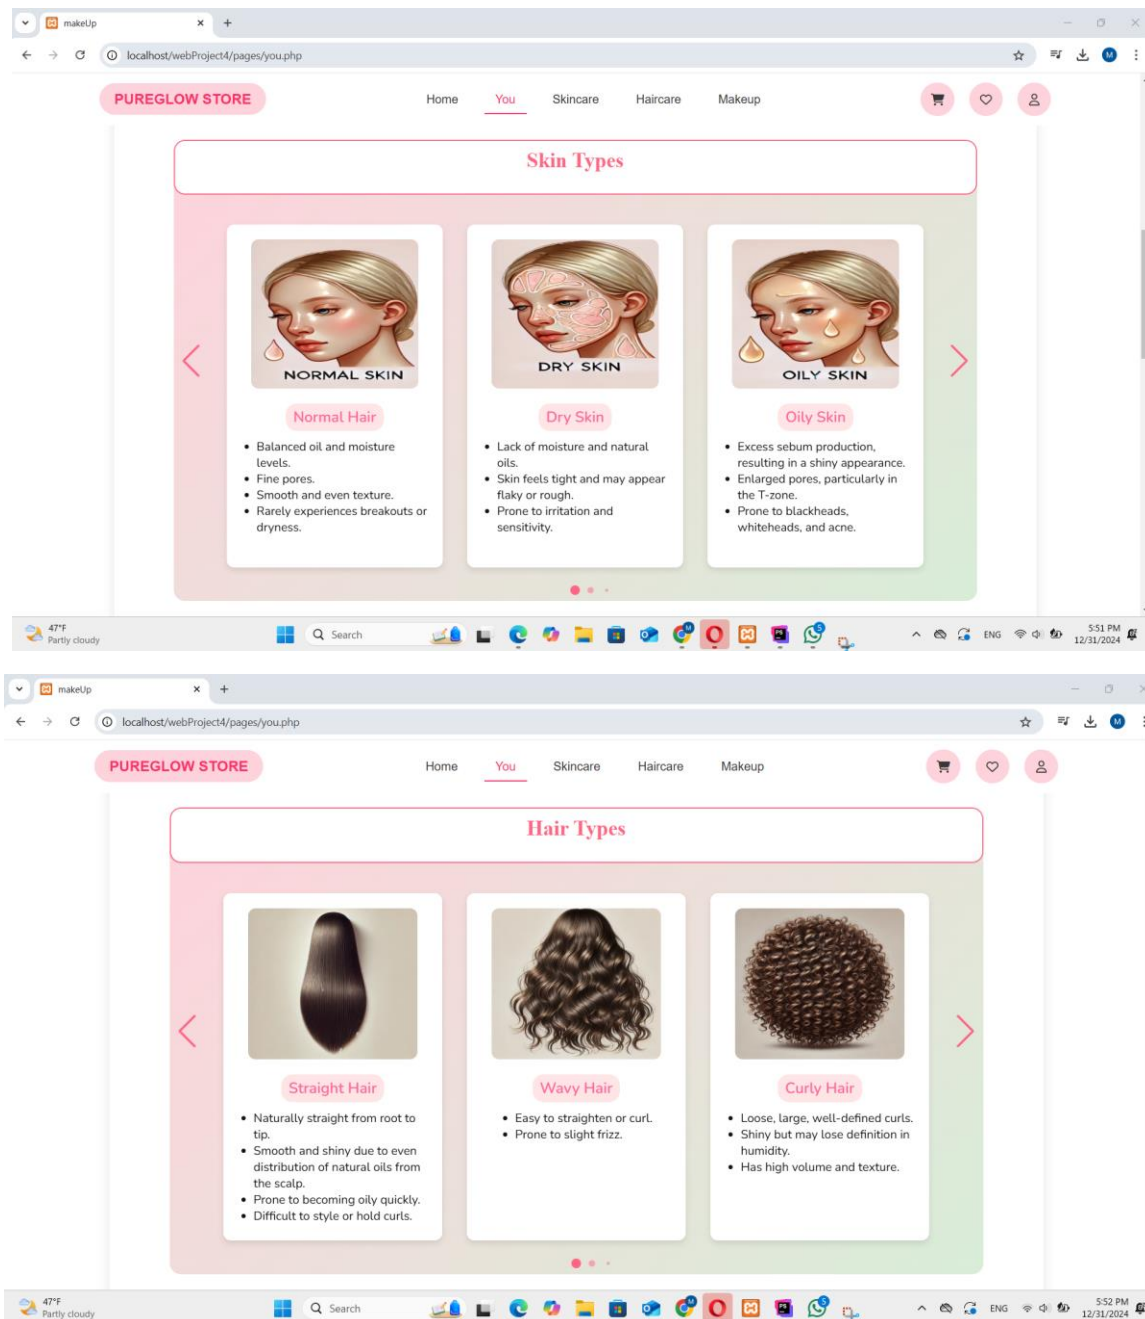 makeUp
localhost/webProject4/pages/you.php
PUREGLOW STORE Home You Skincare Haircare Makeup
Skin Types
NORMAL SKIN DRY SKIN OILY SKIN
Normal Hair
Balanced oil and moisture
levels.
Fine pores.
Smooth and even texture.
Rarely experiences breakouts or
dryness.
Dry Skin
Lack of moisture and natural
oils.
Skin feels tight and may appear
flaky or rough.
Prone to irritation and
sensitivity.
Oily Skin
Excess sebum production,
resulting in a shiny appearance.
Enlarged pores, particularly in
the T-zone.
Prone to blackheads,
whiteheads, and acne.
47°F
Partly cloudy
Search
ENG
5:51 PM
12/31/2024
makeUp
localhost/webProject4/pages/you.php
PUREGLOW STORE Home You Skincare Haircare Makeup
Hair Types
Straight Hair
Naturally straight from root to
tip.
Smooth and shiny due to even
distribution of natural oils from
the scalp.
Prone to becoming oily quickly.
Difficult to style or hold curls.
Wavy Hair
Easy to straighten or curl.
Prone to slight frizz.
Curly Hair
Loose, large, well-defined curls.
Shiny but may lose definition in
humidity.
Has high volume and texture.
47°F
Partly cloudy
Search
ENG
5:52 PM
12/31/2024